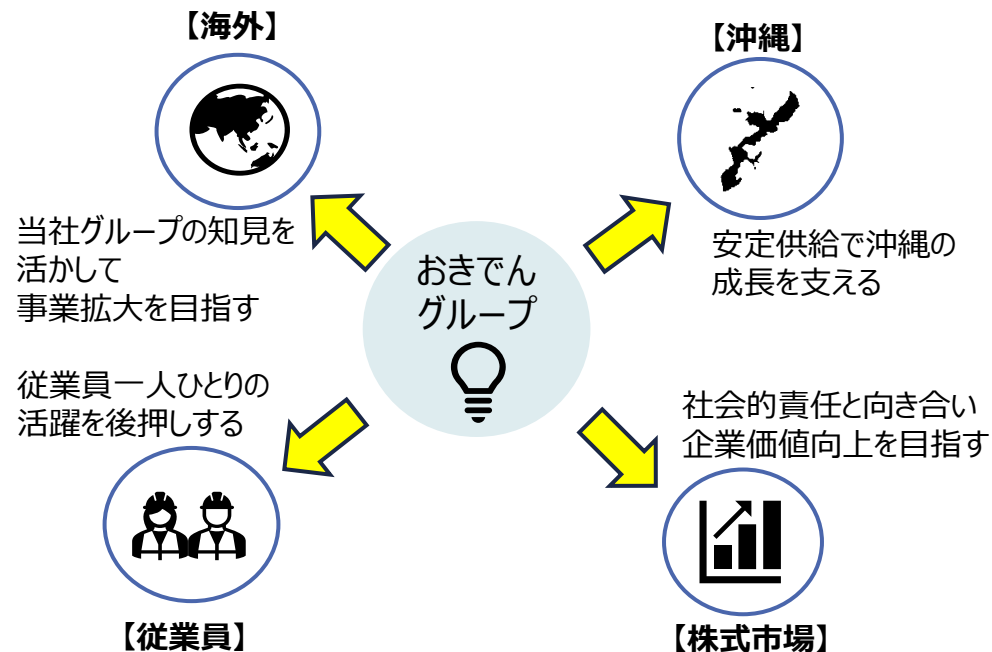 【海外】
【沖縄】
当社グループの知見を
活かして
事業拡大を目指す
おきでん
グループ
安定供給で沖縄の
成長を支える
従業員一人ひとりの
活躍を後押しする
社会的責任と向き合い
企業価値向上を目指す
【従業員】
【株式市場】